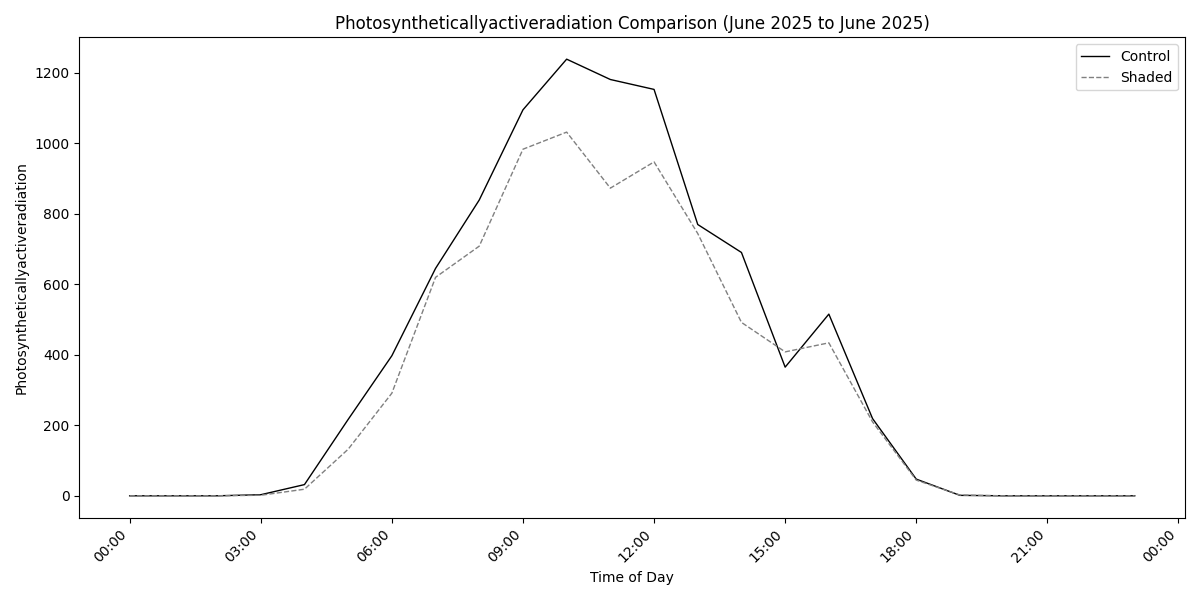 Photosyntheticallyactiveradiation Comparison (June 2025 to June 2025)
Control
Shaded
Photosyntheticallyactiveradiation
1200
1000
800
600
400
200
0
00:00 03:00 06:00 09:00 12:00 15:00 18:00 21:00 00:00
Time of Day